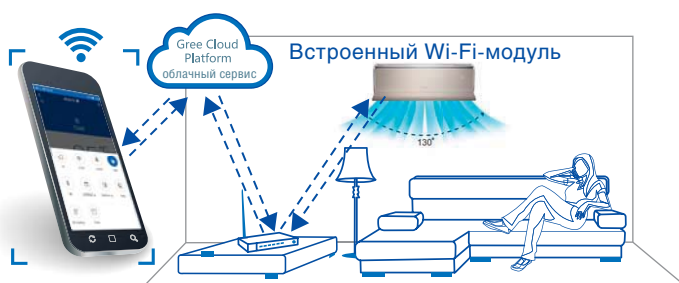 Gree Cloud
Platform
облачный сервис
Встроенный Wi-Fi-модуль
130°